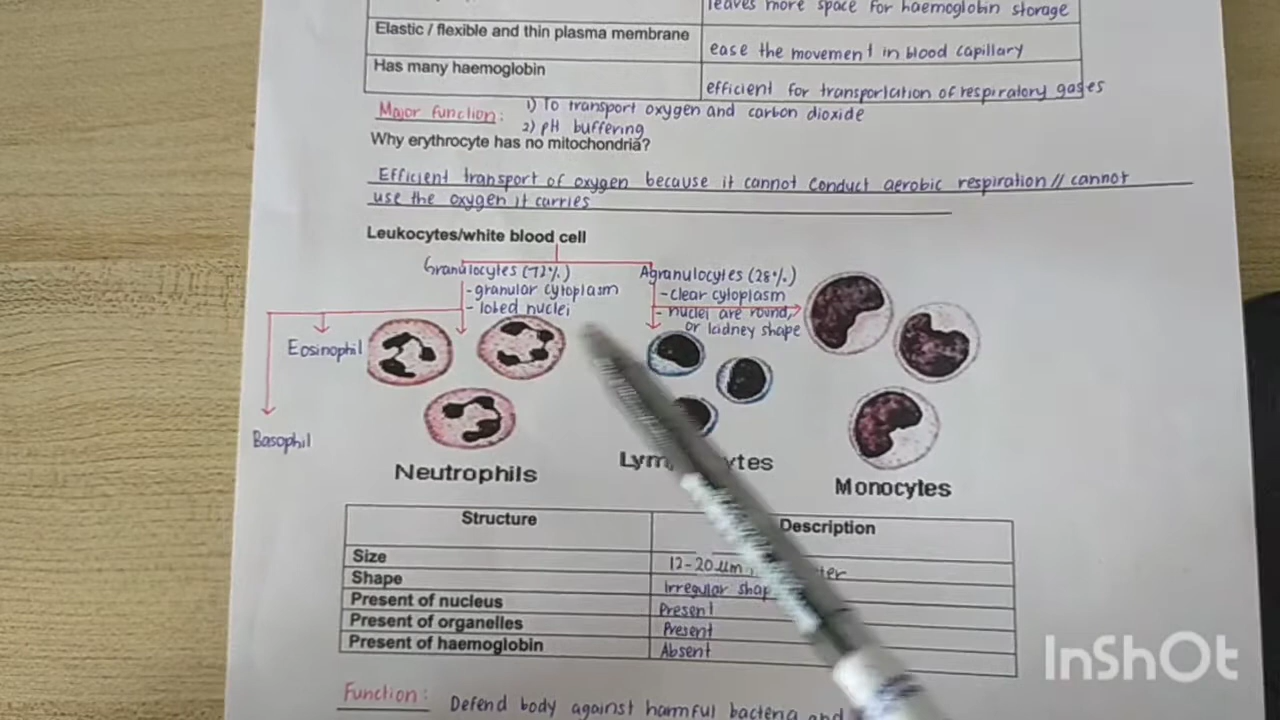 leaves more space for haemoglobin storage
Elastic / flexible and thin plasma membrane
ease the movement in blood capillary
Has many haemoglobin
efficient for transportation of respiratory gases
Major function: 1) To transport oxygen and carbon dioxide
2) pH buffering
Why erythrocyte has no mitochondria?
Efficient transport of oxygen because it cannot conduct aerobic respiration // cannot
use the oxygen it carries
Leukocytes/white blood cell
Granulocytes (72%)
- granular cytoplasm
- lobed nuclei
Agranulocytes (28%)
- clear cytoplasm
- nuclei are round,
or kidney shape
Eosinophil
Basophil
Neutrophils
Monocytes
Structure
Description
Size
12-20 µm
Shape
Irregular
Present of nucleus
Present
Present of organelles
Present
Present of haemoglobin
Absent
Function: Defend body against harmful bacteria and
InShOt